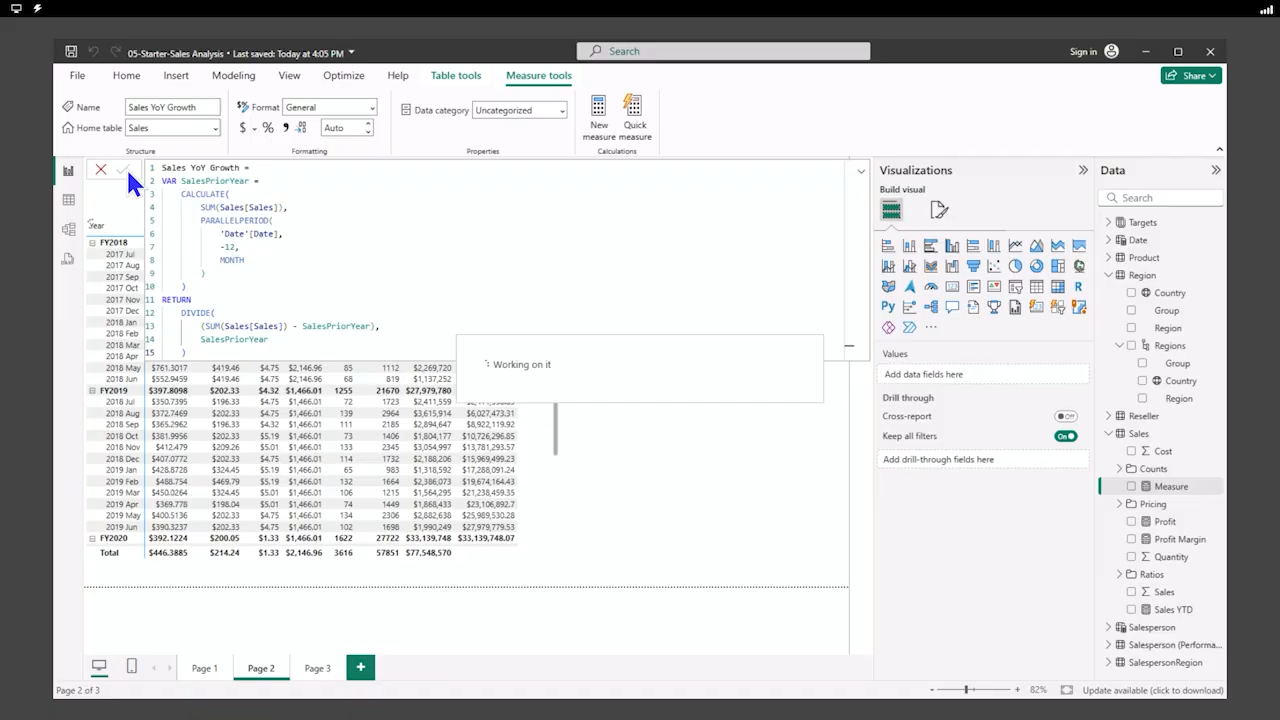 05-Starter-Sales Analysis • Last saved: Today at 4:05 PM
Search
Sign in
File Home Insert Modeling View Optimize Help Table tools Measure tools
Share
Name Sales YoY Growth
Home table Sales
Structure
Format General
$ % Auto
Formatting
Data category Uncategorized
Properties
New measure
Quick measure
Calculations
1 Sales YoY Growth =
2 VAR SalesPriorYear =
3 CALCULATE(
4 SUM(Sales[Sales]),
5 PARALLELPERIOD(
6 'Date'[Date],
7 -12,
8 MONTH
9 )
10 )
11 RETURN
12 DIVIDE(
13 (SUM(Sales[Sales]) - SalesPriorYear),
14 SalesPriorYear
15 )
Working on it
Year
FY2018
2017 Jul
2017 Aug
2017 Sep
2017 Oct
2017 Nov
2017 Dec
2018 Jan
2018 Feb
2018 Mar
2018 Apr
2018 May $761.3017 $419.46 $4.75 $2,146.96 85 1112 $2,269,720
2018 Jun $552.9459 $419.46 $4.75 $2,146.96 68 819 $1,137,252
FY2019 $397.8098 $202.33 $4.32 $1,466.01 1255 21670 $27,979,780
2018 Jul $350.7395 $196.33 $4.75 $1,466.01 72 1723 $2,411,559
2018 Aug $372.7469 $196.33 $4.75 $1,466.01 139 2964 $3,615,914 $6,027,473.31
2018 Sep $365.2962 $196.33 $4.32 $1,466.01 111 2185 $2,894,647 $8,922,119.92
2018 Oct $381.9956 $202.33 $5.19 $1,466.01 73 1406 $1,804,177 $10,726,296.85
2018 Nov $412.479 $209.26 $5.01 $1,466.01 133 2345 $3,054,997 $13,781,293.57
2018 Dec $407.0772 $202.33 $4.75 $1,466.01 114 1732 $2,188,206 $15,969,499.23
2019 Jan $428.8728 $324.45 $5.19 $1,466.01 65 983 $1,318,592 $17,288,091.24
2019 Feb $488.754 $469.79 $5.19 $1,466.01 132 1664 $2,386,073 $19,674,164.43
2019 Mar $450.0264 $324.45 $5.01 $1,466.01 106 1215 $1,564,295 $21,238,459.35
2019 Apr $369.778 $198.04 $5.01 $1,466.01 74 1449 $1,868,433 $23,106,892.7
2019 May $400.5136 $202.33 $4.75 $1,466.01 134 2306 $2,882,638 $25,989,530.28
2019 Jun $390.3237 $202.33 $4.75 $1,466.01 102 1698 $1,990,249 $27,979,779.53
FY2020 $392.1224 $200.05 $1.33 $1,466.01 1622 27722 $33,139,748 $33,139,748.07
Total $446.3885 $214.24 $1.33 $2,146.96 3616 57851 $77,548,570
Visualizations
Build visual
Values
Add data fields here
Drill through
Cross-report Off
Keep all filters On
Add drill-through fields here
Data
Search
Targets
Date
Product
Region
Country
Group
Region
Regions
Group
Country
Region
Reseller
Sales
Cost
Counts
Measure
Pricing
Profit
Profit Margin
Quantity
Ratios
Sales
Sales YTD
Salesperson
Salesperson (Performa...
SalespersonRegion
Page 1 Page 2 Page 3
Page 2 of 3
82%
Update available (click to download)